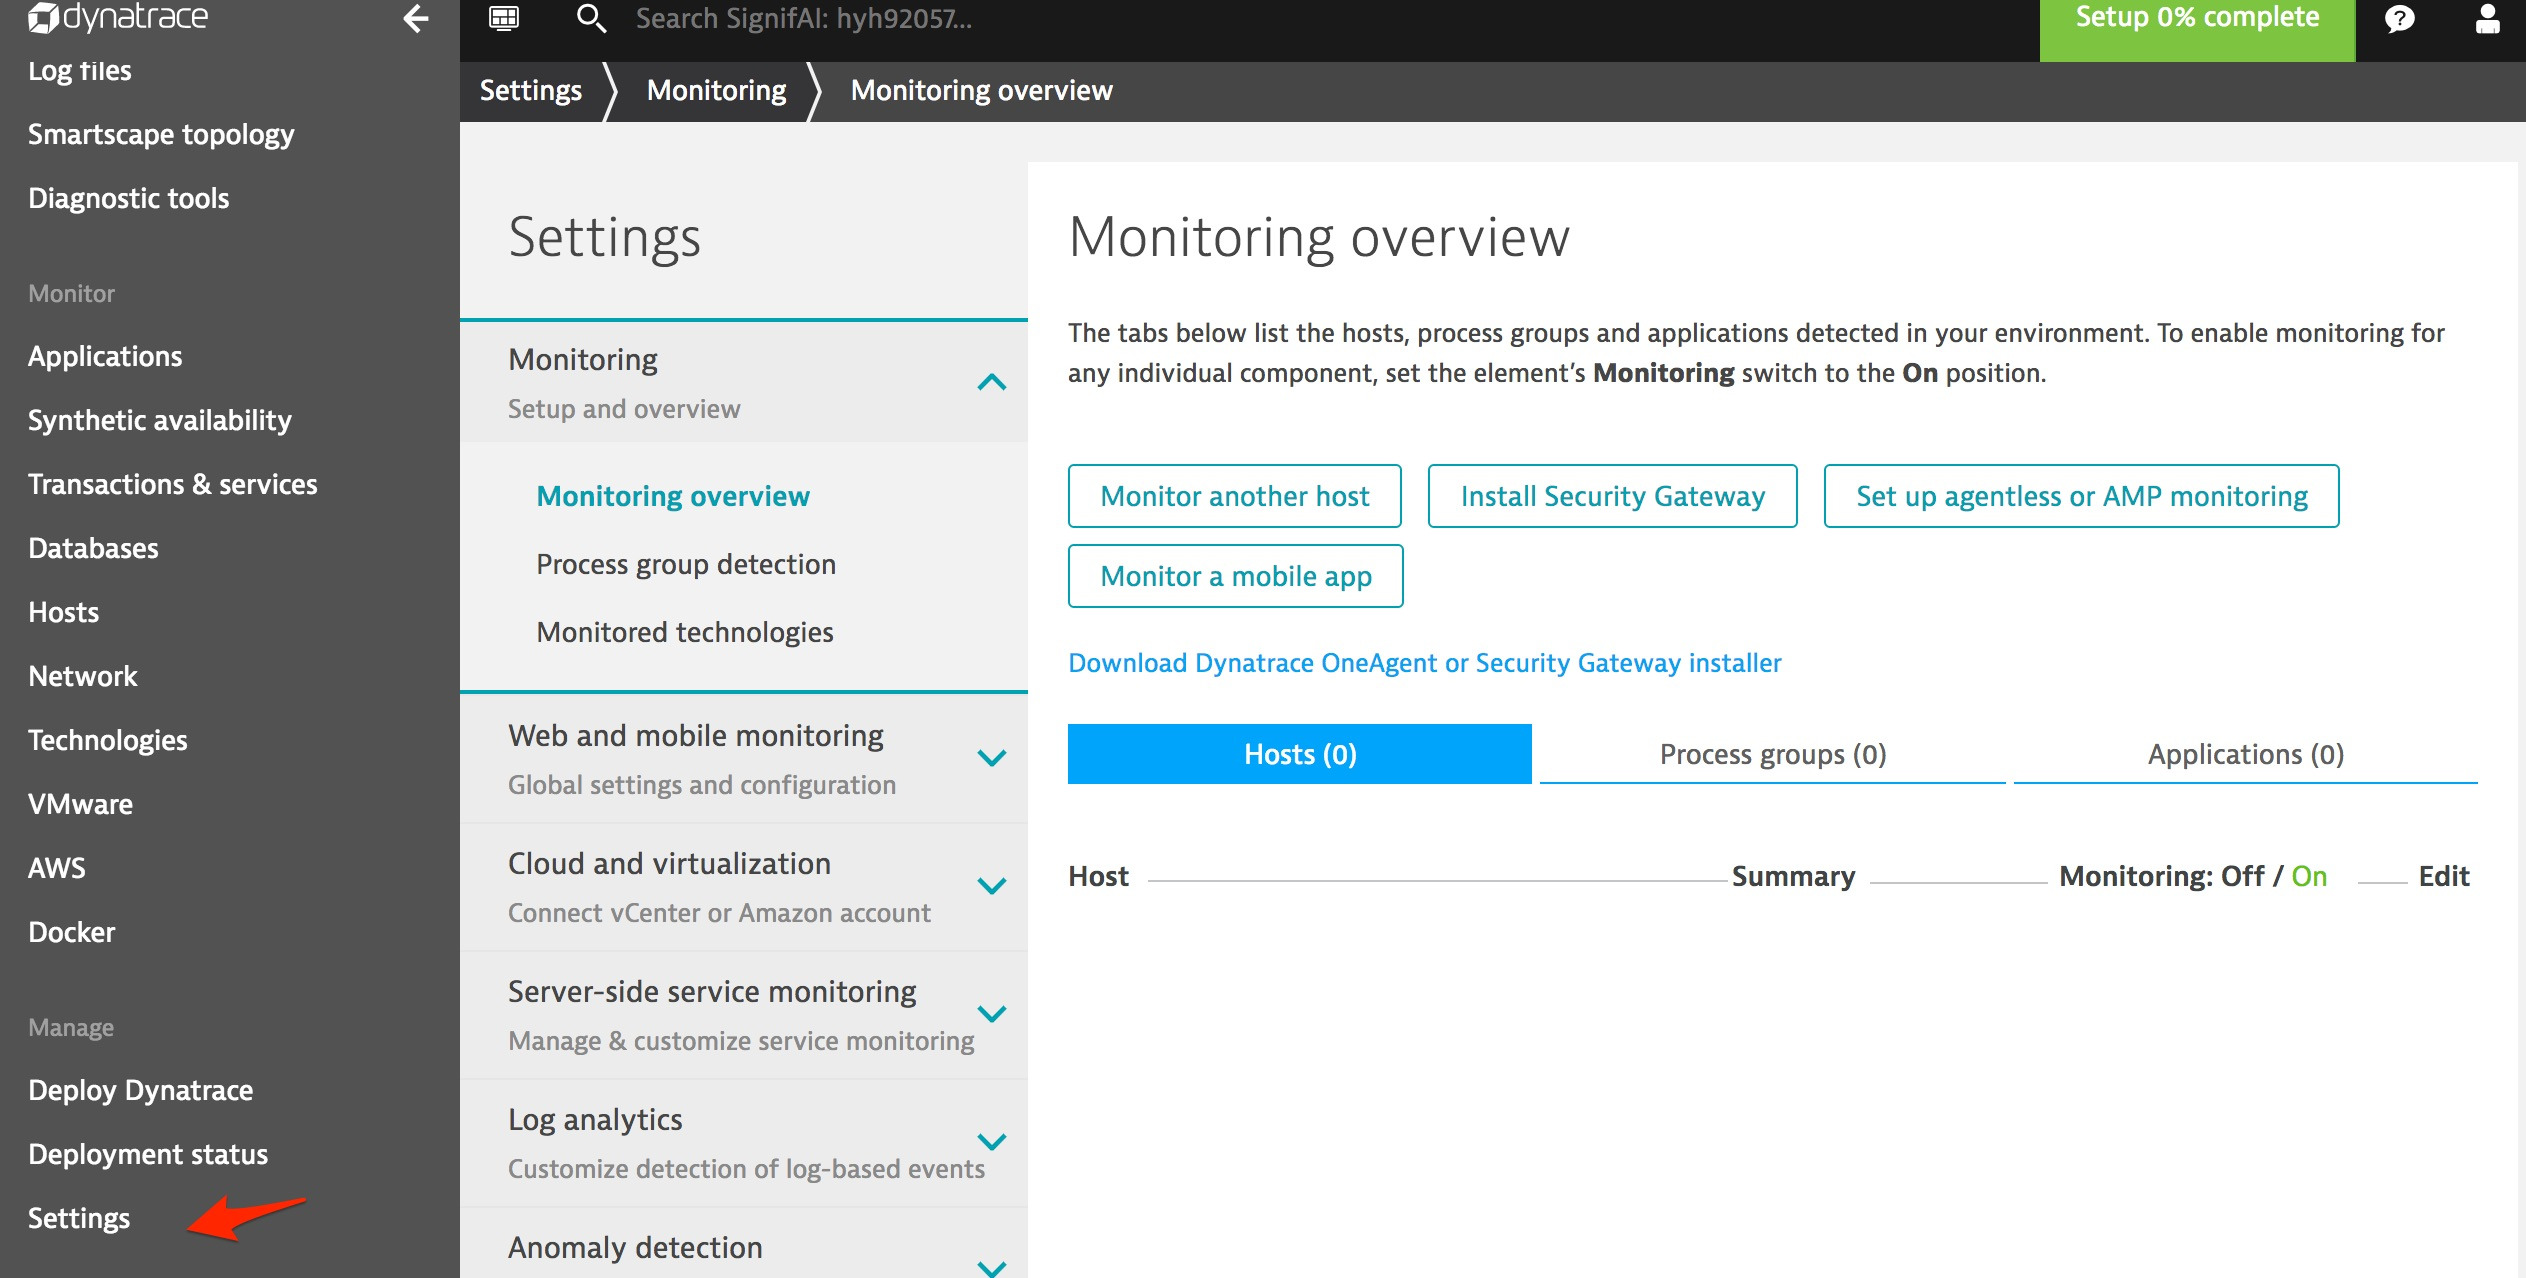 dynatrace
Search SignifAI: hyh92057...
Setup 0% complete
Log files
Smartscape topology
Diagnostic tools
Monitor
Applications
Synthetic availability
Transactions & services
Databases
Hosts
Network
Technologies
VMware
AWS
Docker
Manage
Deploy Dynatrace
Deployment status
Settings
Settings
Monitoring
Monitoring overview
Settings
Monitoring
Setup and overview
Monitoring overview
Process group detection
Monitored technologies
Web and mobile monitoring
Global settings and configuration
Cloud and virtualization
Connect vCenter or Amazon account
Server-side service monitoring
Manage & customize service monitoring
Log analytics
Customize detection of log-based events
Anomaly detection
Monitoring overview
The tabs below list the hosts, process groups and applications detected in your environment. To enable monitoring for
any individual component, set the element’s Monitoring switch to the On position.
Monitor another host
Install Security Gateway
Set up agentless or AMP monitoring
Monitor a mobile app
Download Dynatrace OneAgent or Security Gateway installer
Hosts (0)
Process groups (0)
Applications (0)
Host
Summary
Monitoring: Off / On
Edit